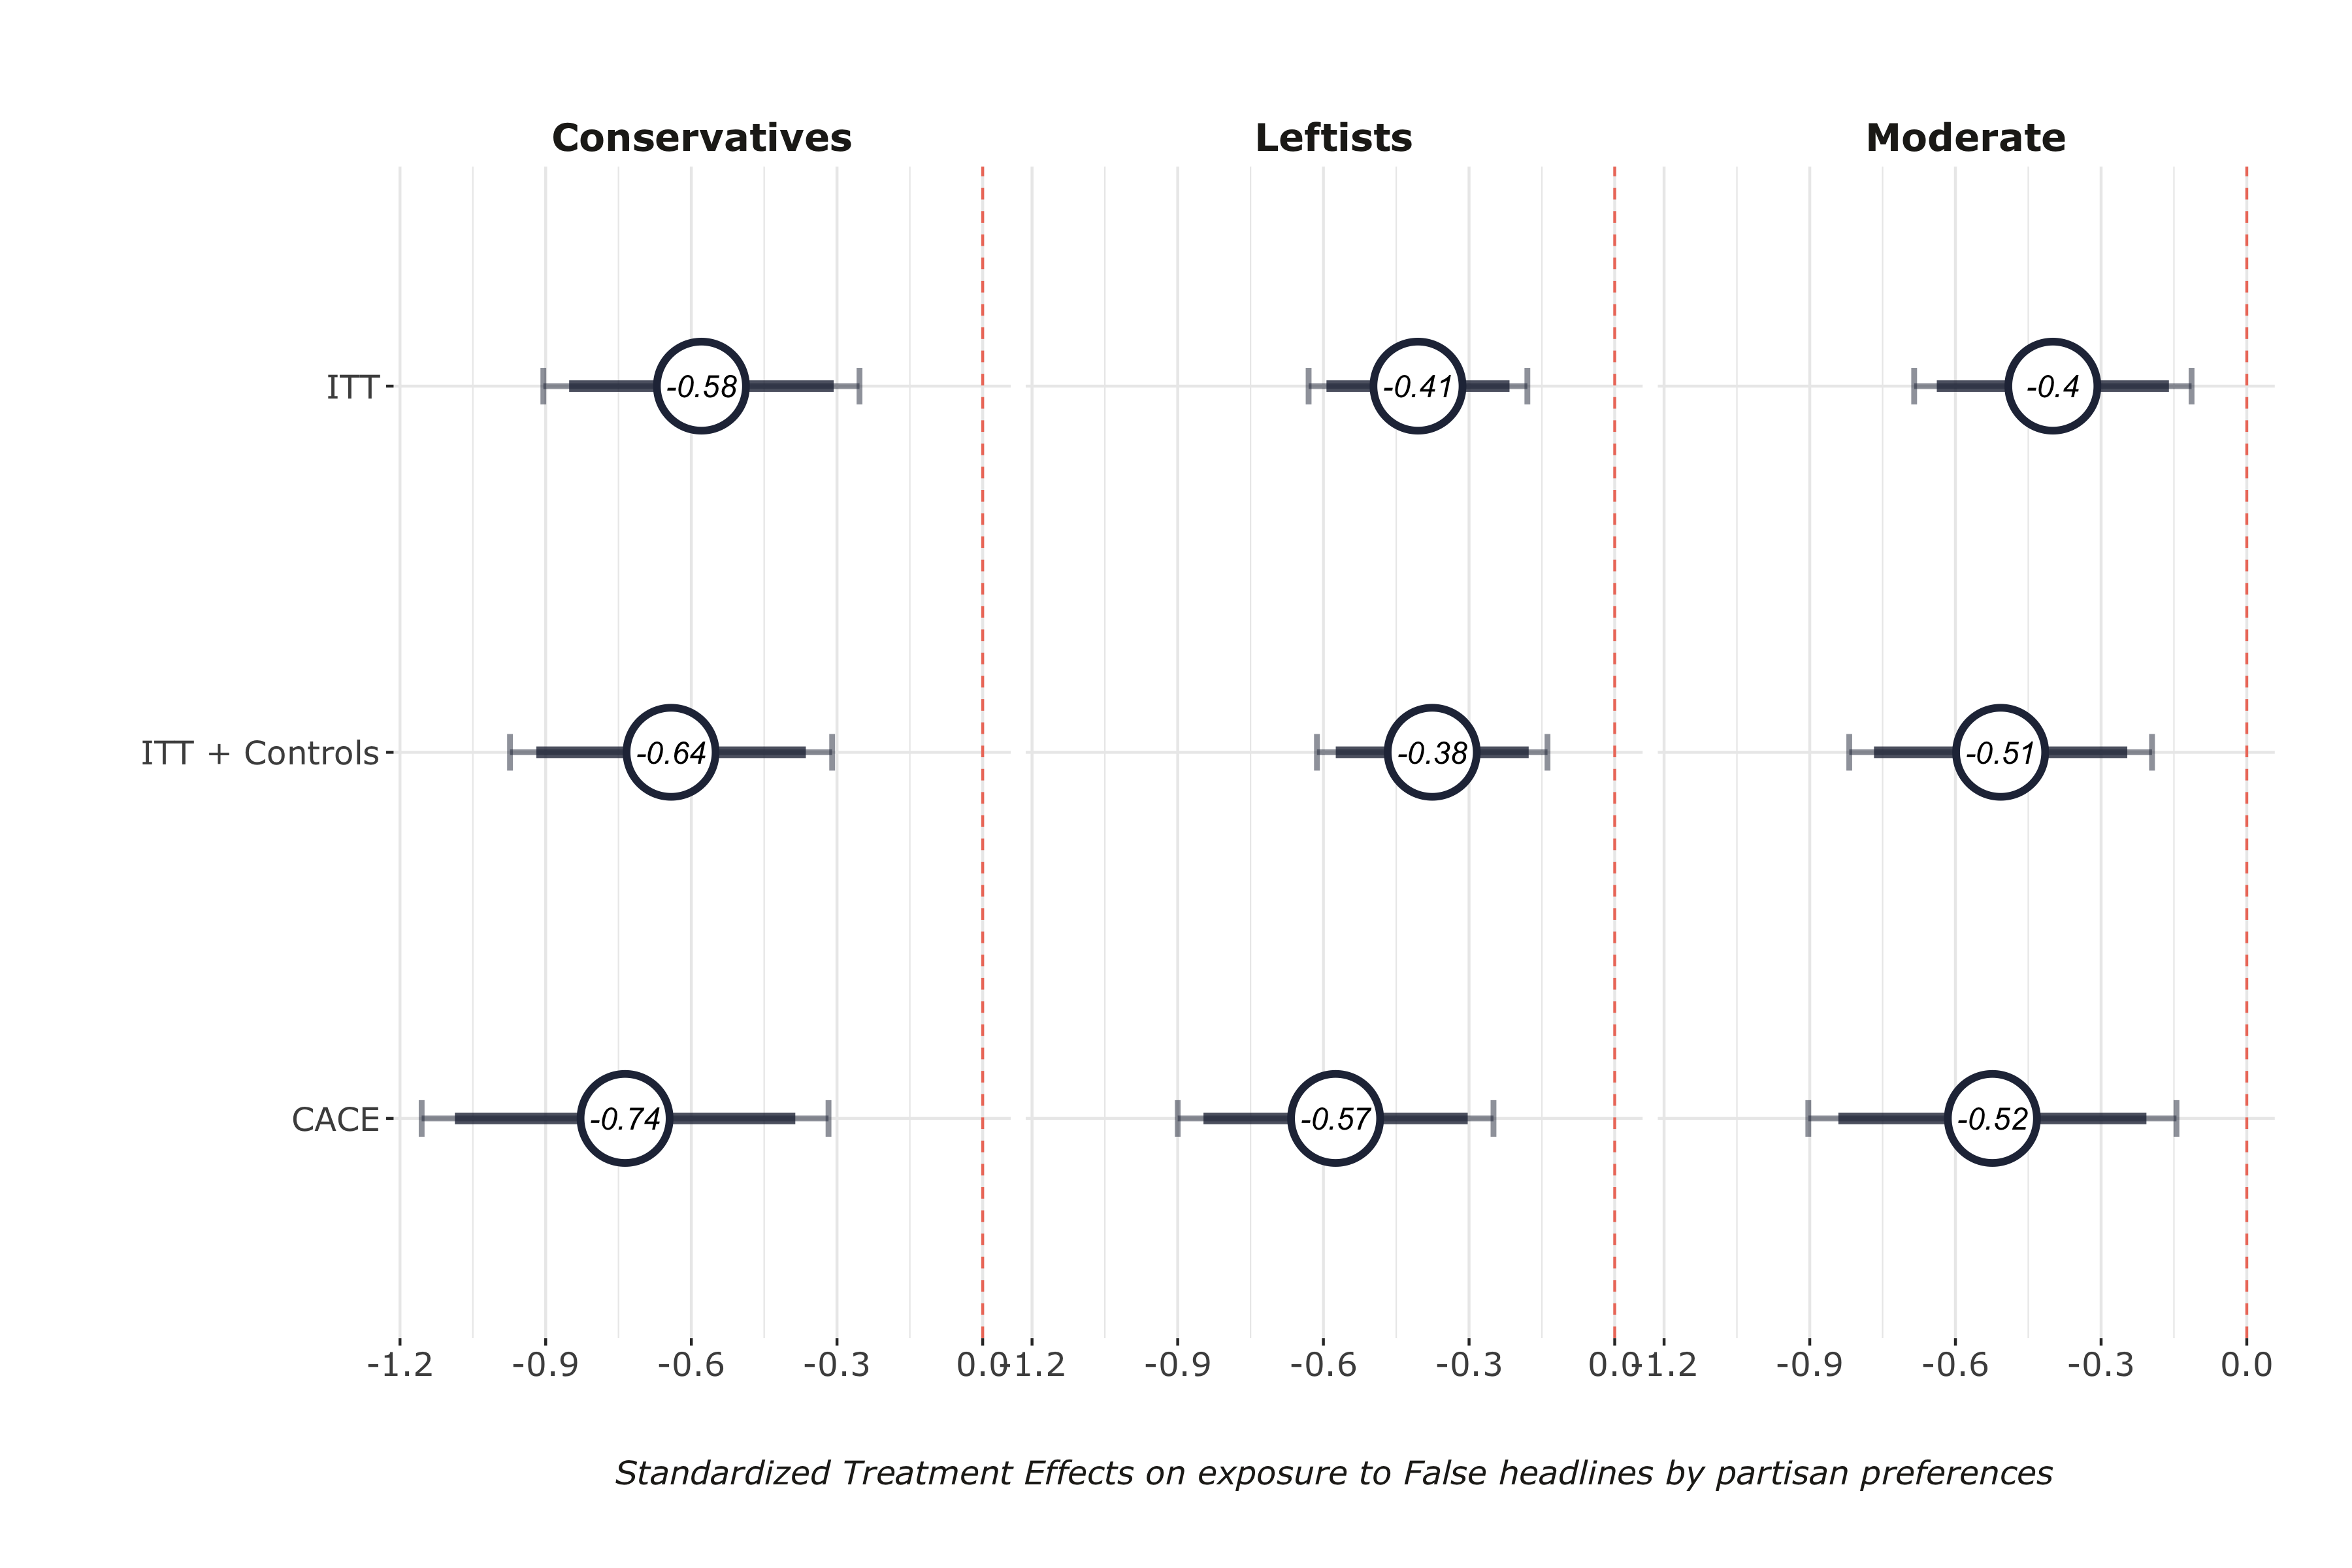 Conservatives Leftists Moderate
ITT -0.58 -0.41 -0.4
ITT + Controls -0.64 -0.38 -0.51
CACE -0.74 -0.57 -0.52
-1.2 -0.9 -0.6 -0.3 0.0 -1.2 -0.9 -0.6 -0.3 0.0 -1.2 -0.9 -0.6 -0.3 0.0
Standardized Treatment Effects on exposure to False headlines by partisan preferences